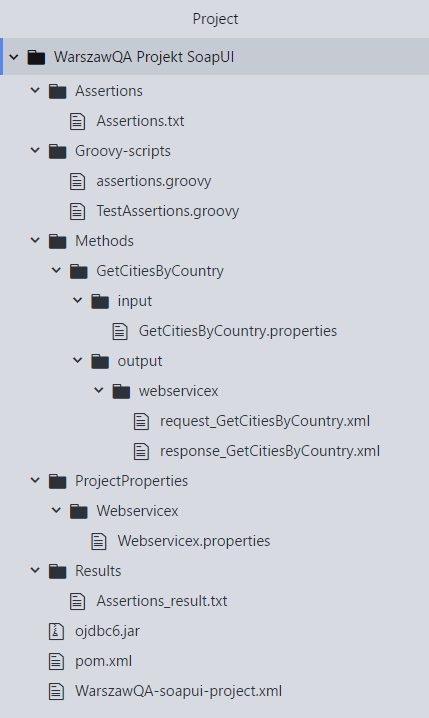 Project
WarszawQA Projekt SoapUI
Assertions
Assertions.txt
Groovy-scripts
assertions.groovy
TestAssertions.groovy
Methods
GetCitiesByCountry
input
GetCitiesByCountry.properties
output
webservicex
request_GetCitiesByCountry.xml
response_GetCitiesByCountry.xml
ProjectProperties
Webservicex
Webservicex.properties
Results
Assertions_result.txt
ojdbc6.jar
pom.xml
WarszawQA-soapui-project.xml